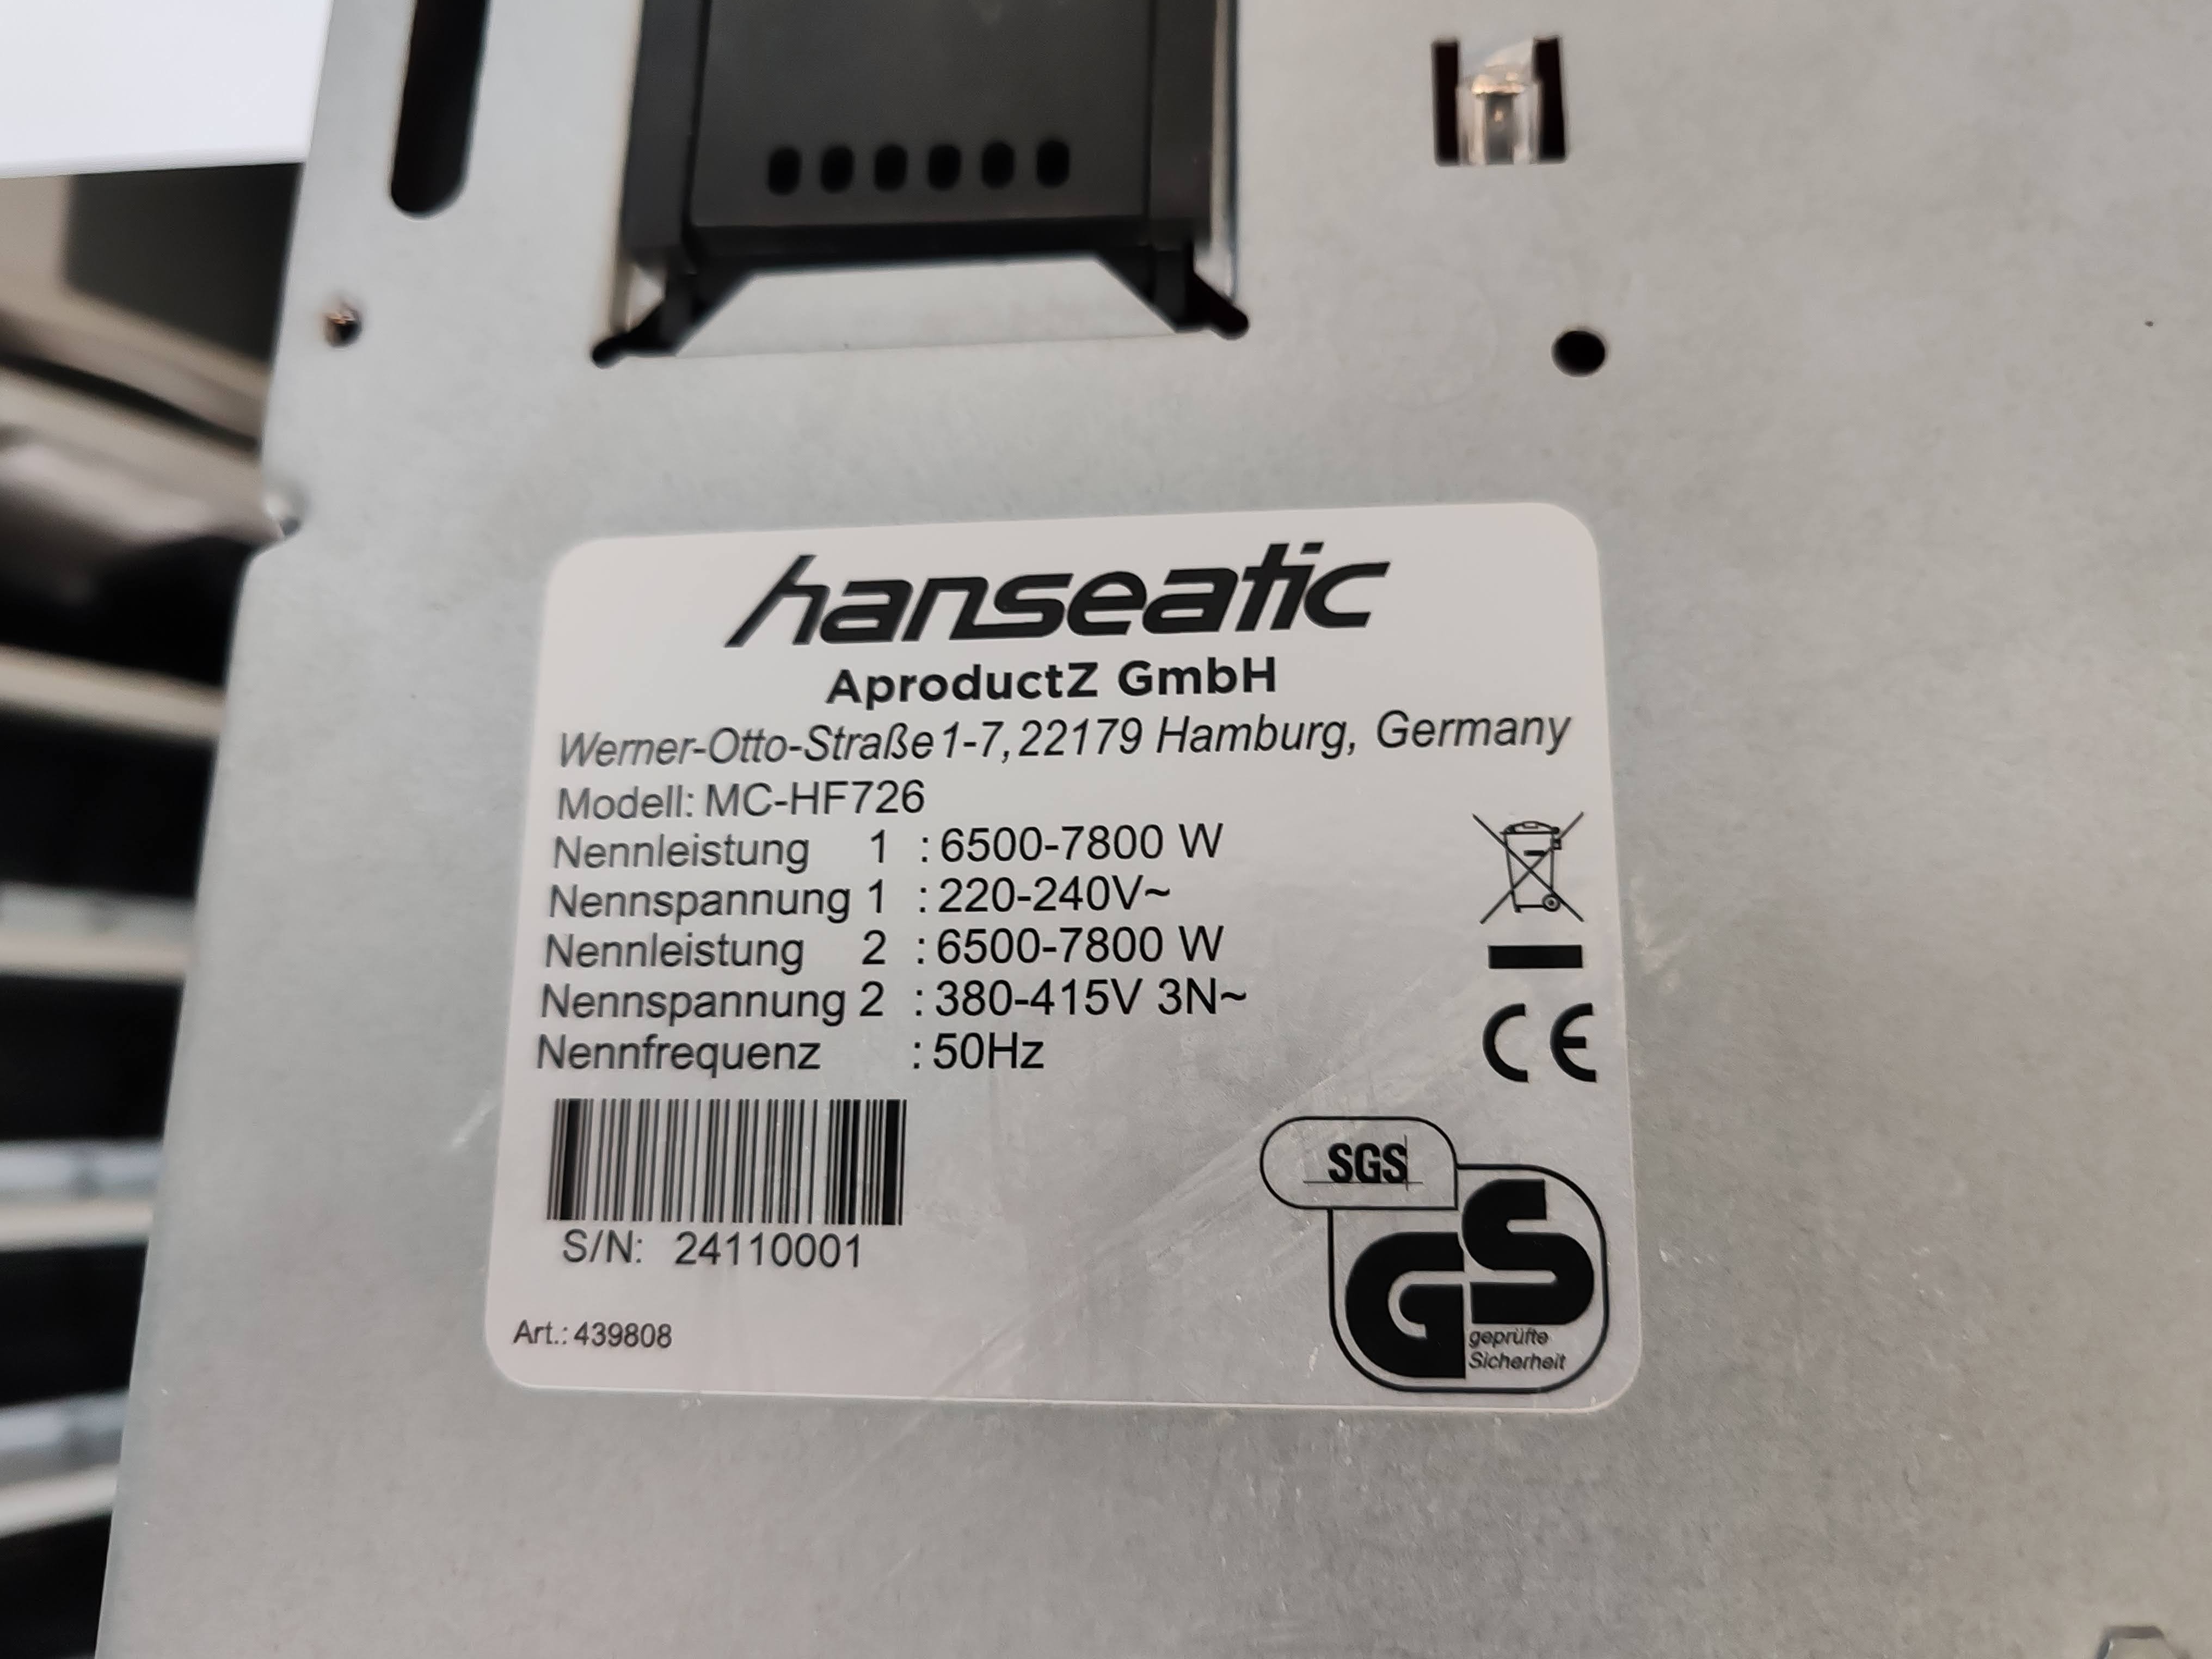 hanseatic
AproductZ GmbH
Werner-Otto-Straße 1-7, 22179 Hamburg, Germany
Modell: MC-HF726
Nennleistung 1 : 6500-7800 W
Nennspannung 1 : 220-240V~
Nennleistung 2 : 6500-7800 W
Nennspannung 2 : 380-415V 3N~
Nennfrequenz : 50Hz
CE
S/N: 24110001
Art.: 439808
SGS
GS
geprüfte
Sicherheit